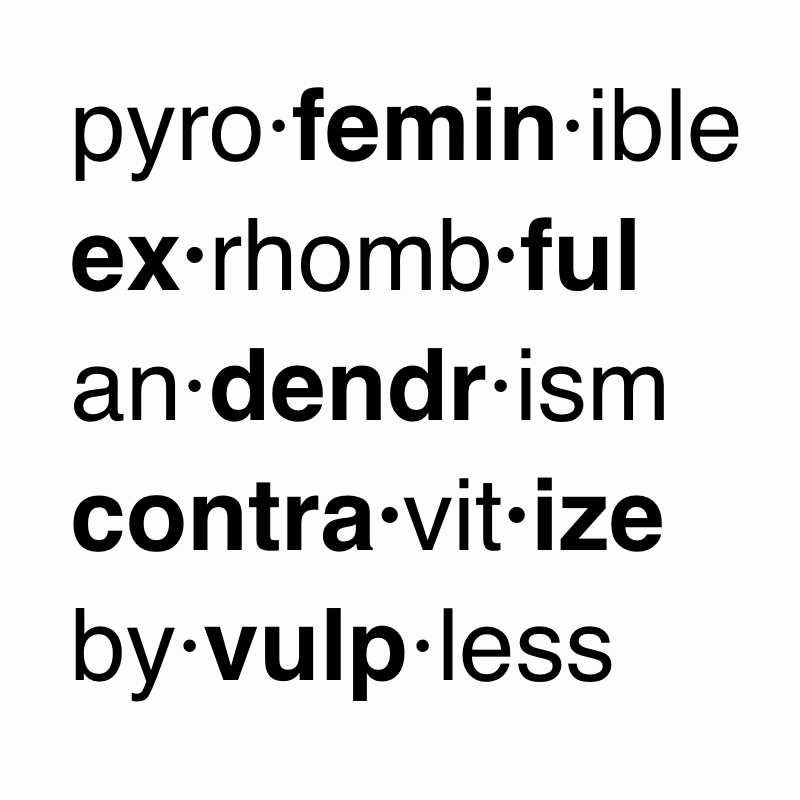 pyro·femin·ible
ex·rhomb·ful
an·dendr·ism
contra·vit·ize
by·vulp·less